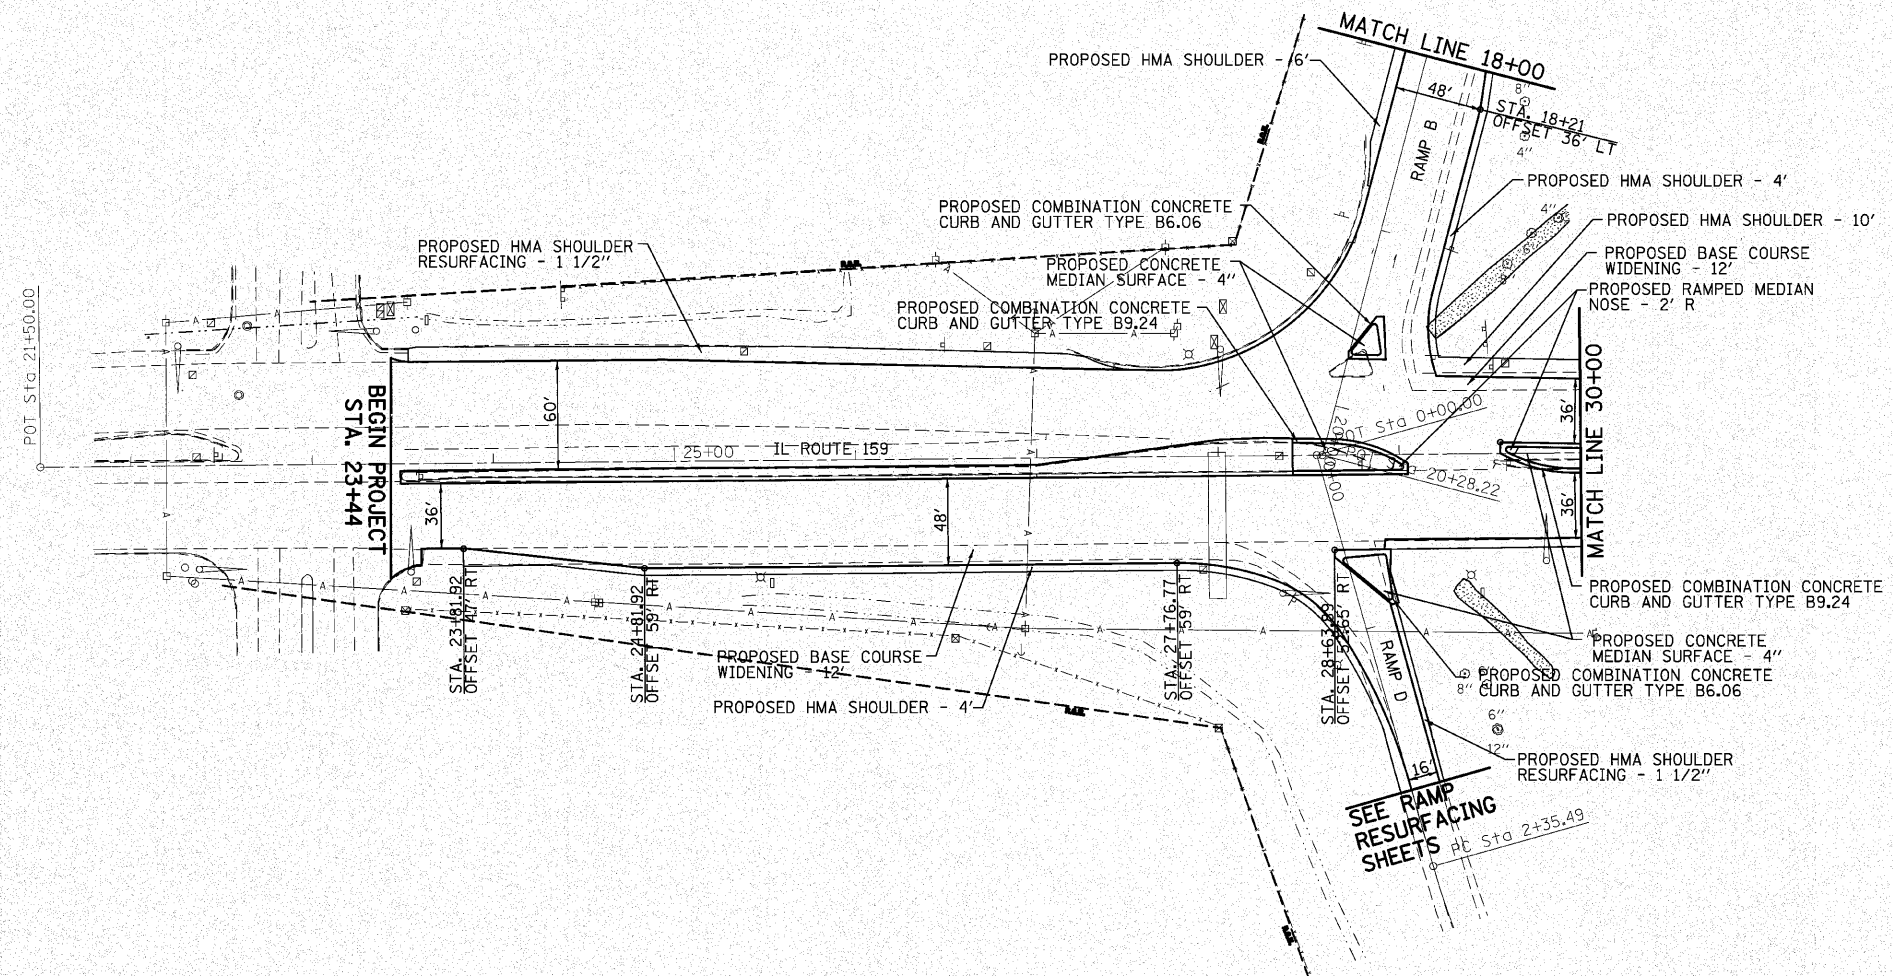 MATCH LINE 18+00
PROPOSED HMA SHOULDER - 6'
48'
8"
STA. 18+21
OFFSET 36' LT
4"
RAMP B
PROPOSED HMA SHOULDER - 4'
4"
6"
8"
PROPOSED COMBINATION CONCRETE
CURB AND GUTTER TYPE B6.06
PROPOSED HMA SHOULDER - 10'
PROPOSED HMA SHOULDER
RESURFACING - 1 1/2"
PROPOSED BASE COURSE
WIDENING - 12'
PROPOSED CONCRETE
MEDIAN SURFACE - 4"
PROPOSED RAMPED MEDIAN
NOSE - 2' R
PROPOSED COMBINATION CONCRETE
CURB AND GUTTER TYPE B9.24
POT Sta 21+50.00
BEGIN PROJECT
STA. 23+44
60'
36'
MATCH LINE 30+00
POT Sta 0+00.00
25+00
IL ROUTE 159
Sta 20+28.22
36'
48'
36'
STA. 23+81.92
OFFSET 47' RT
STA. 24+81.92
OFFSET 59' RT
STA. 27+76.77
OFFSET 59' RT
PROPOSED COMBINATION CONCRETE
CURB AND GUTTER TYPE B9.24
PROPOSED BASE COURSE
WIDENING - 12'
PROPOSED CONCRETE
MEDIAN SURFACE - 4"
RAMP D
PROPOSED COMBINATION CONCRETE
CURB AND GUTTER TYPE B6.06
8"
PROPOSED HMA SHOULDER - 4'
6"
12"
PROPOSED HMA SHOULDER
RESURFACING - 1 1/2"
16'
SEE RAMP
RESURFACING
SHEETS
PC Sta 2+35.49